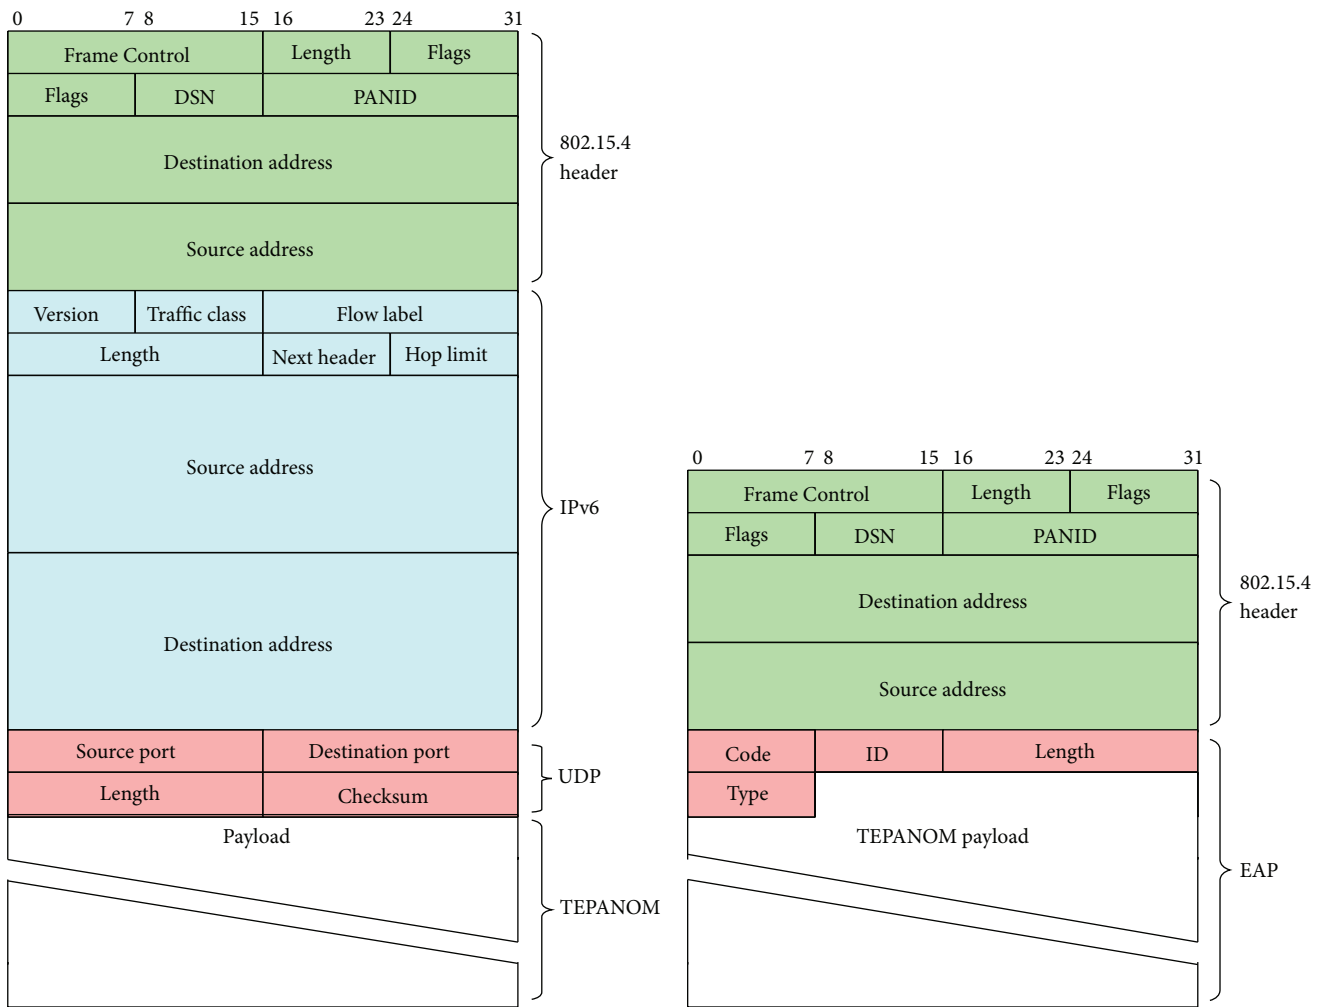 0 7 8 15 16 23 24 31
Frame Control Length Flags
Flags DSN PANID
Destination address
Source address
802.15.4
header
Version Traffic class Flow label
Length Next header Hop limit
Source address
Destination address
IPv6
Source port Destination port
Length Checksum
UDP
Payload
TEPANOM
0 7 8 15 16 23 24 31
Frame Control Length Flags
Flags DSN PANID
Destination address
Source address
802.15.4
header
Code ID Length
Type
TEPANOM payload
EAP